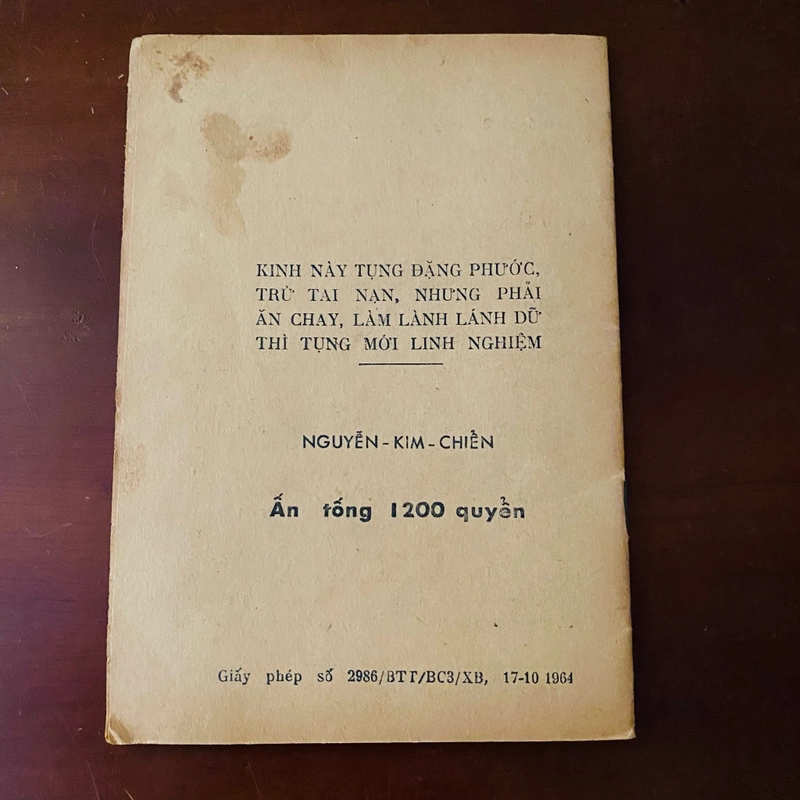 KINH NÀY TỤNG ĐẶNG PHƯỚC,
TRỪ TAI NẠN, NHƯNG PHẢI
ĂN CHAY, LÀM LÀNH LÁNH DỮ
THÌ TỤNG MỚI LINH NGHIỆM
NGUYỄN-KIM-CHIỂN
Ấn tống 1200 quyển
Giấy phép số 2986/BTT/BC3/XB, 17-10 1964